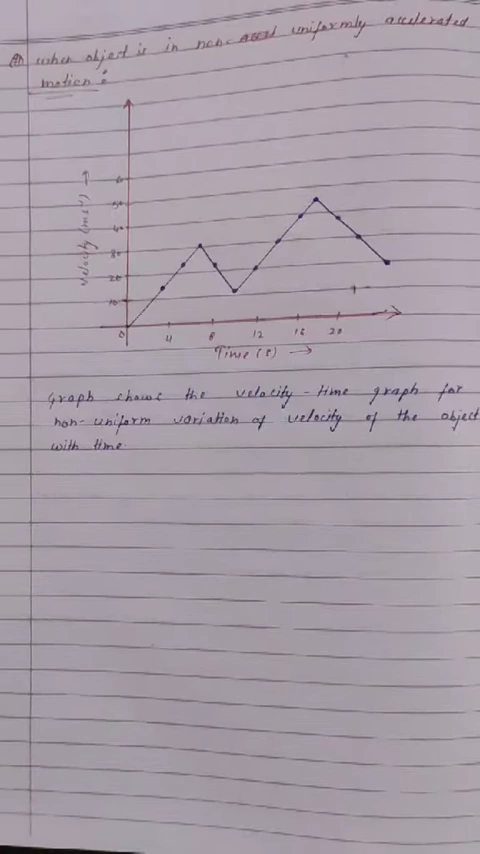 when object is in non- uniformly accelerated
motion :
Velocity (ms⁻¹) →
60
50
40
30
20
10
0 4 8 12 16 20
Time (s) →
Graph shows the velocity - time graph for
non-uniform variation of velocity of the object
with time.